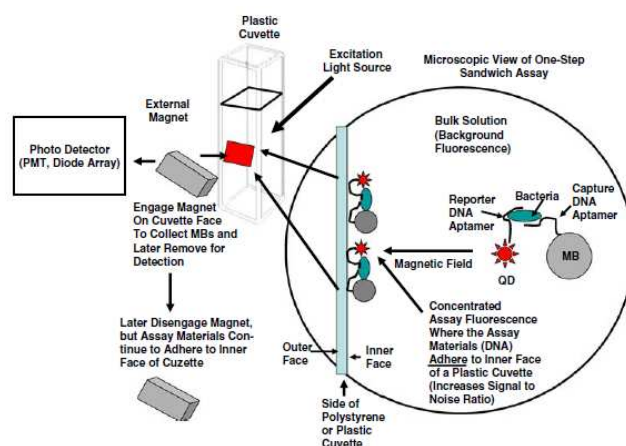 Plastic
Cuvette
Excitation
Light Source
Microscopic View of One-Step
Sandwich Assay
External
Magnet
Photo Detector
(PMT, Diode Array)
Bulk Solution
(Background
Fluorescence)
Engage Magnet
On Cuvette Face
To Collect MBs and
Later Remove for
Detection
Reporter
DNA
Aptamer
Bacteria
Capture
DNA
Aptamer
Magnetic Field
QD
MB
Later Disengage Magnet,
but Assay Materials Con-
tinue to Adhere to Inner
Face of Cuzette
Outer
Face
Inner
Face
Concentrated
Assay Fluorescence
Where the Assay
Materials (DNA)
Adhere to Inner Face
of a Plastic Cuvette
(Increases Signal to
Noise Ratio)
Side of
Polystyrene
or Plastic
Cuvette